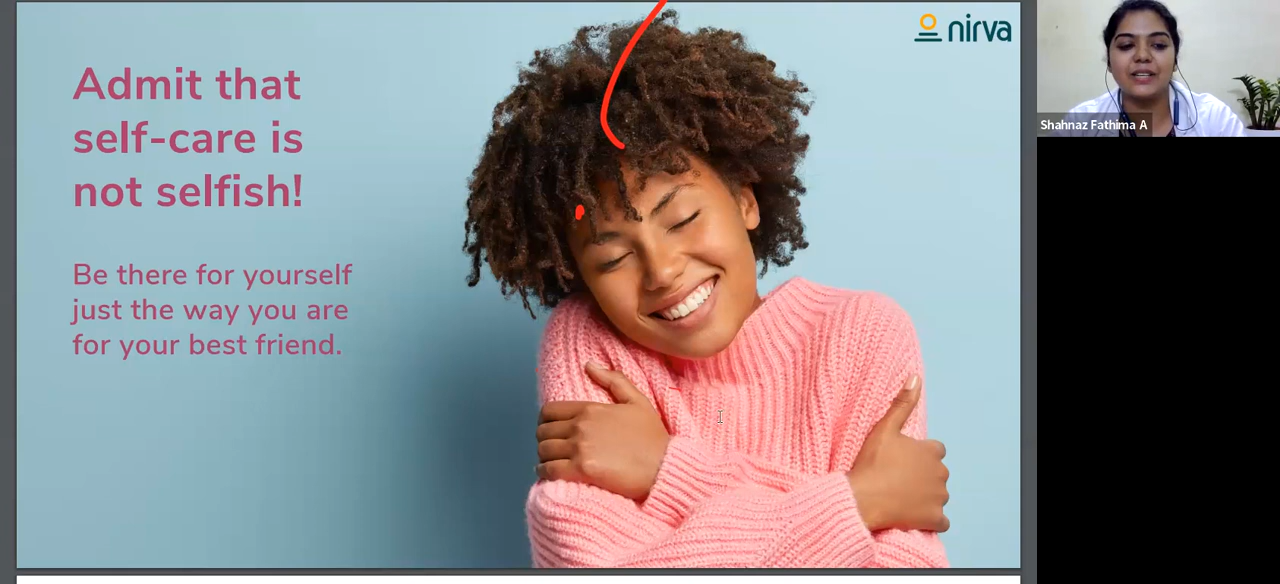 Admit that
self-care is
not selfish!
Be there for yourself
just the way you are
for your best friend.
nirva
Shahnaz Fathima A